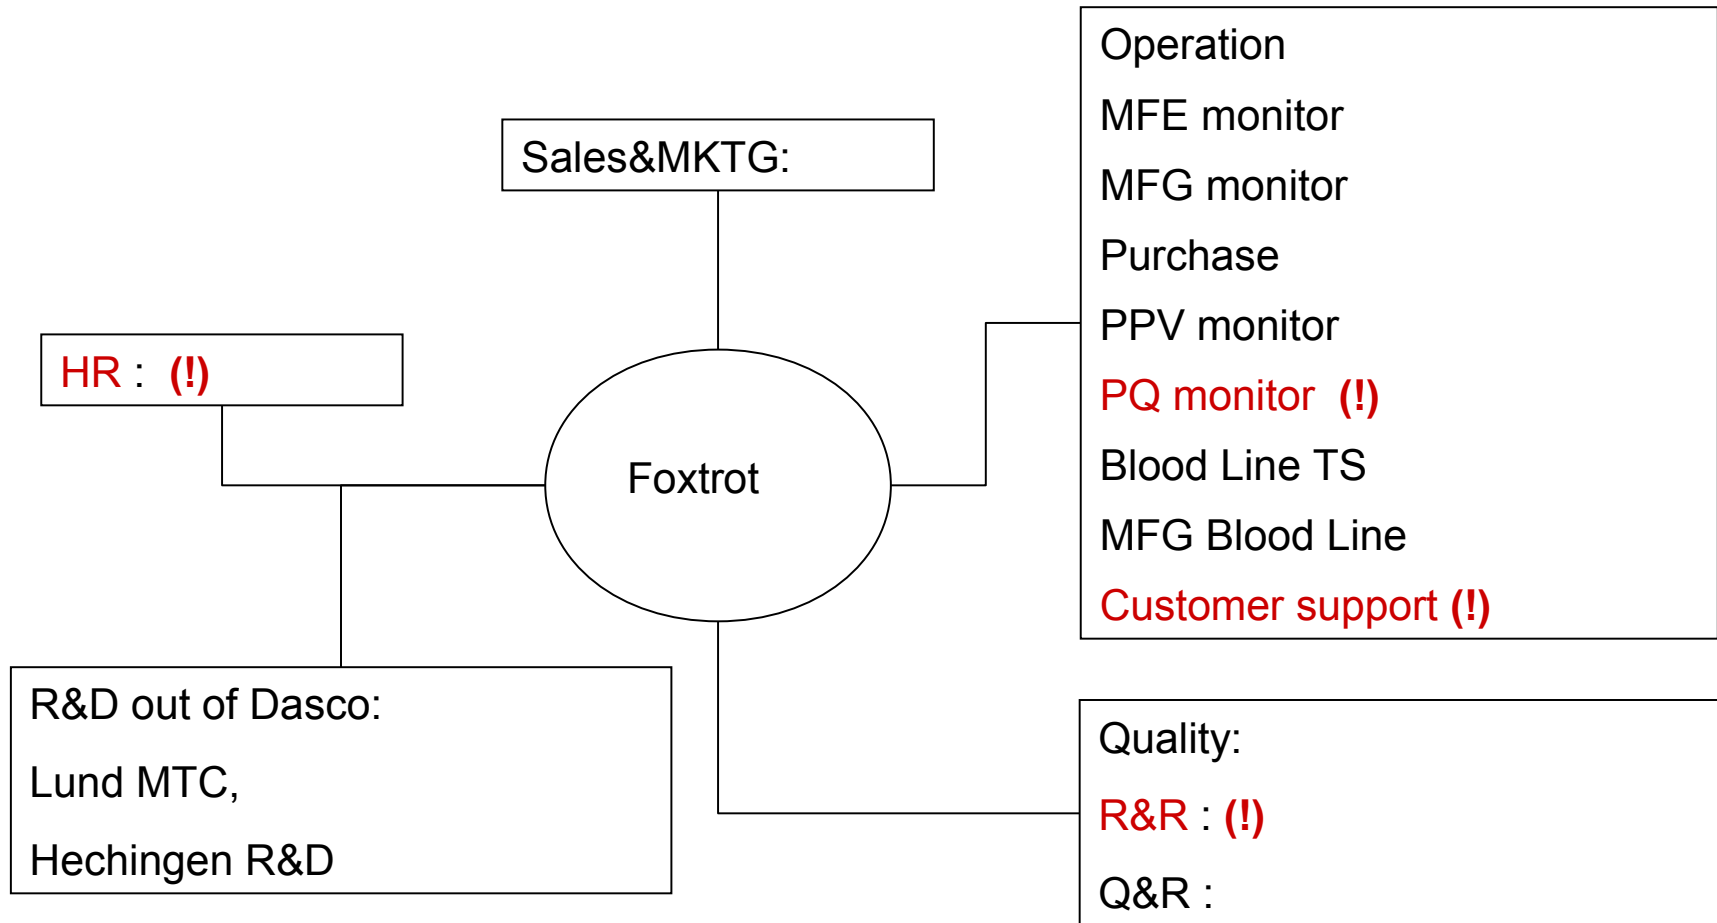 Sales&MKTG:
HR : (!)
Foxtrot
R&D out of Dasco:
Lund MTC,
Hechingen R&D
Operation
MFE monitor
MFG monitor
Purchase
PPV monitor
PQ monitor (!)
Blood Line TS
MFG Blood Line
Customer support (!)
Quality:
R&R : (!)
Q&R :